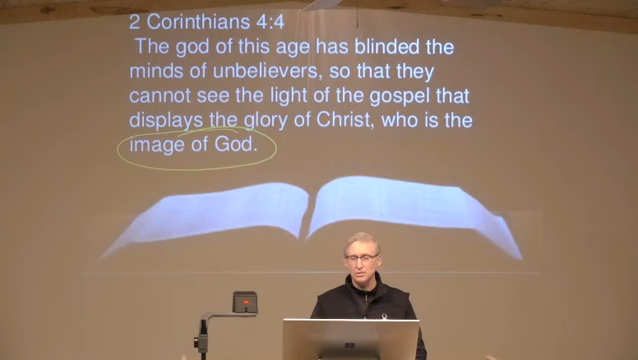 2 Corinthians 4:4
The god of this age has blinded the
minds of unbelievers, so that they
cannot see the light of the gospel that
displays the glory of Christ, who is the
image of God.